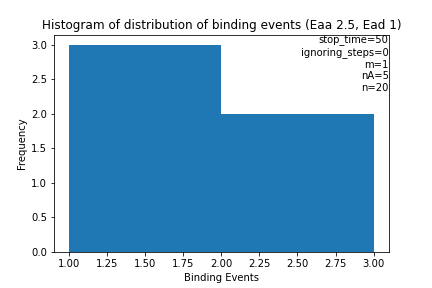 Histogram of distribution of binding events (Eaa 2.5, Ead 1)
stop_time=50
ignoring_steps=0
m=1
nA=5
n=20
3.0
2.5
2.0
1.5
1.0
0.5
0.0
Frequency
1.00 1.25 1.50 1.75 2.00 2.25 2.50 2.75 3.00
Binding Events